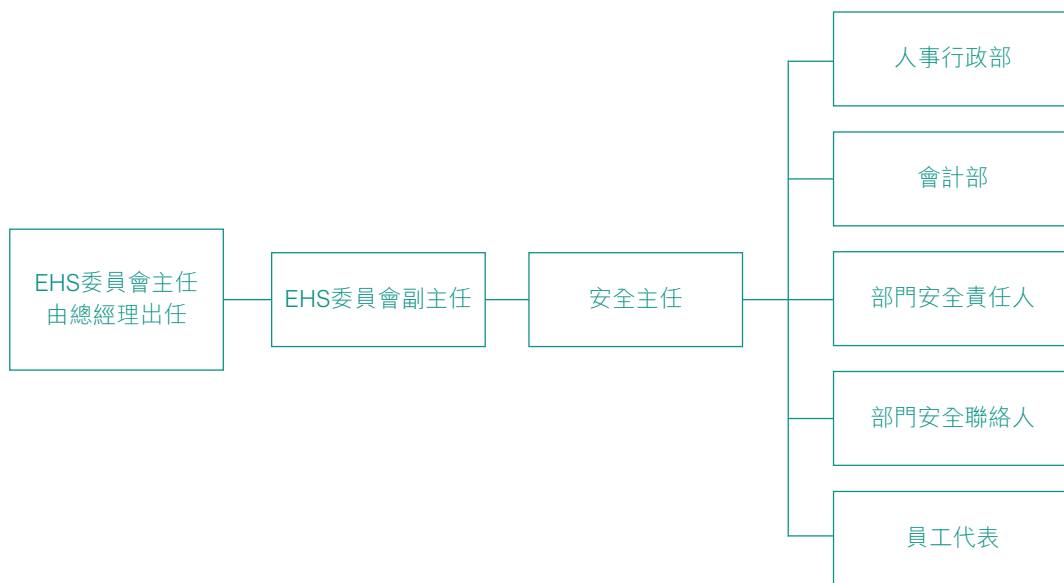 EHS委員會主任
由總經理出任
EHS委員會副主任
安全主任
人事行政部
會計部
部門安全責任人
部門安全聯絡人
員工代表